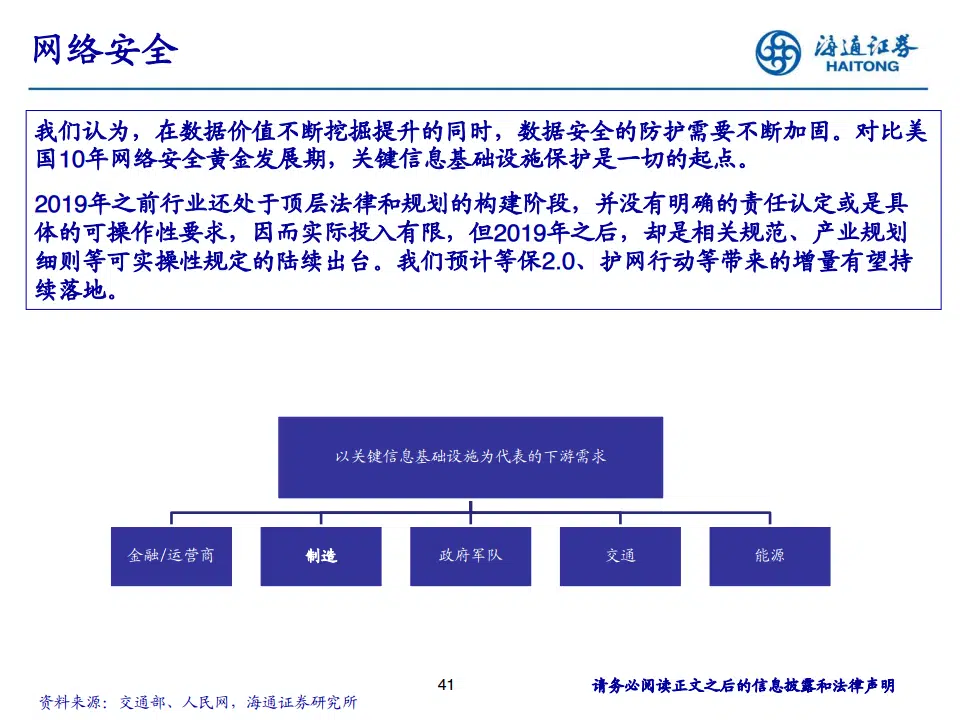 网络安全
海通证券
HAITONG
我们认为，在数据价值不断挖掘提升的同时，数据安全的防护需要不断加固。对比美
国10年网络安全黄金发展期，关键信息基础设施保护是一切的起点。
2019年之前行业还处于顶层法律和规划的构建阶段，并没有明确的责任认定或是具
体的可操作性要求，因而实际投入有限，但2019年之后，却是相关规范、产业规划
细则等可实操性规定的陆续出台。我们预计等保2.0、护网行动等带来的增量有望持
续落地。
以关键信息基础设施为代表的下游需求
金融/运营商
制造
政府军队
交通
能源
41
请务必阅读正文之后的信息披露和法律声明
资料来源：交通部、人民网，海通证券研究所